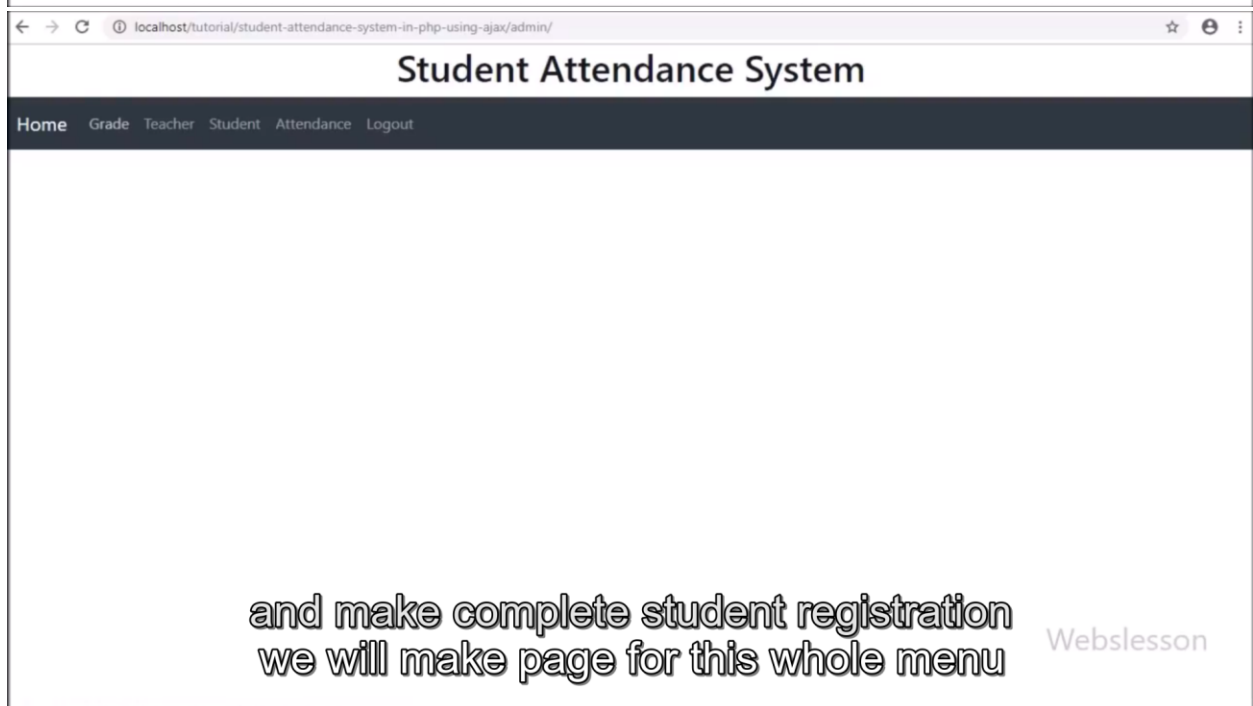 localhost/tutorial/student-attendance-system-in-php-using-ajax/admin/
Student Attendance System
Home Grade Teacher Student Attendance Logout
and make complete student registration
we will make page for this whole menu
Webslesson